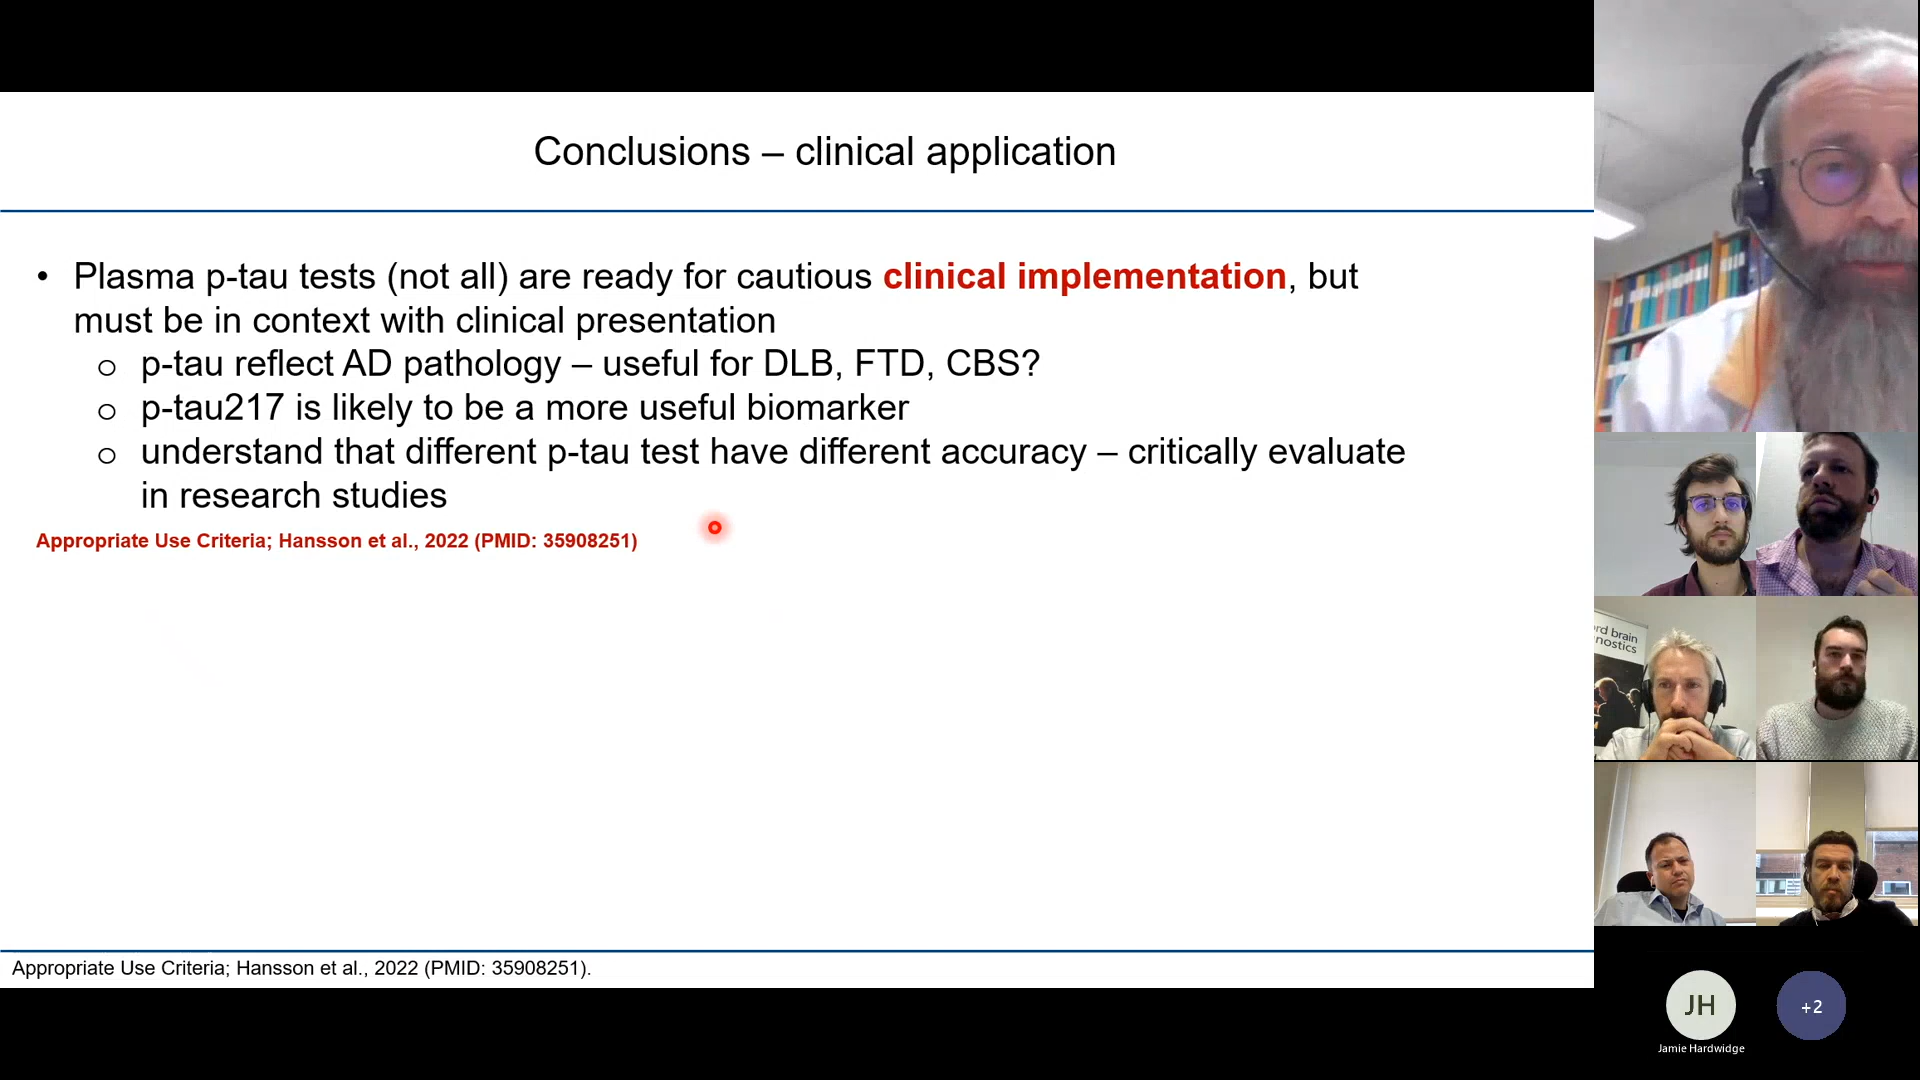 Conclusions – clinical application
• Plasma p-tau tests (not all) are ready for cautious clinical implementation, but
must be in context with clinical presentation
o p-tau reflect AD pathology – useful for DLB, FTD, CBS?
o p-tau217 is likely to be a more useful biomarker
o understand that different p-tau test have different accuracy – critically evaluate
in research studies
Appropriate Use Criteria; Hansson et al., 2022 (PMID: 35908251)
Appropriate Use Criteria; Hansson et al., 2022 (PMID: 35908251).
rd brain
nostics
JH
+2
Jamie Hardwidge